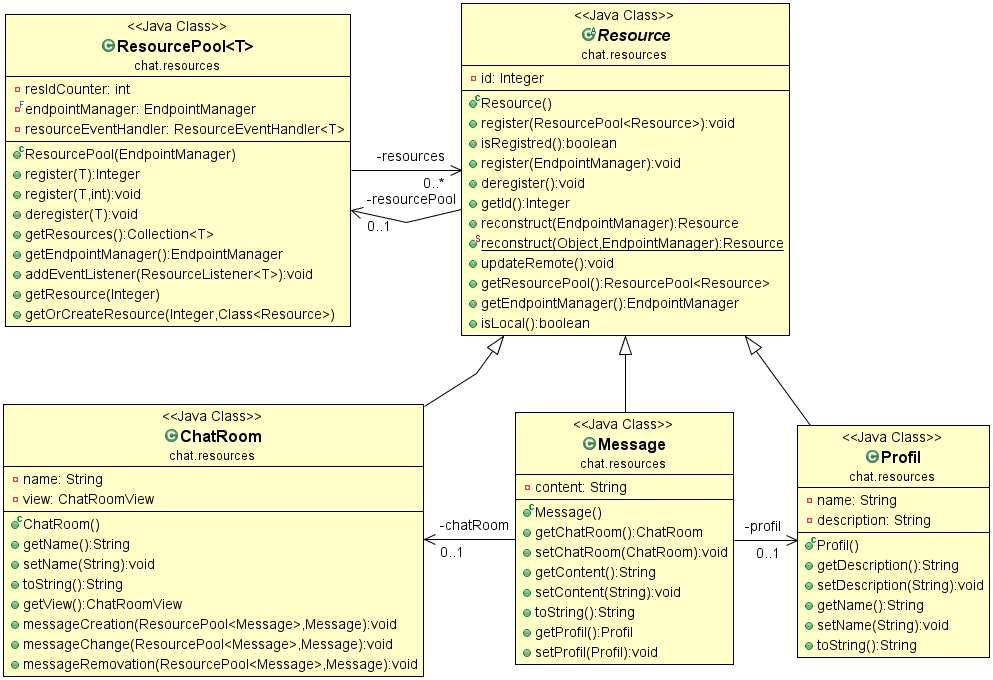 <<Java Class>>
ResourcePool<T>
chat.resources
resIdCounter: int
endpointManager: EndpointManager
resourceEventHandler: ResourceEventHandler<T>
ResourcePool(EndpointManager)
register(T):Integer
register(T,int):void
deregister(T):void
getResources():Collection<T>
getEndpointManager():EndpointManager
addEventListener(ResourceListener<T>):void
getResource(Integer)
getOrCreateResource(Integer,Class<Resource>)
-resources
0..*
-resourcePool
0..1
<<Java Class>>
Resource
chat.resources
id: Integer
Resource()
register(ResourcePool<Resource>):void
isRegistred():boolean
register(EndpointManager):void
deregister():void
getId():Integer
reconstruct(EndpointManager):Resource
reconstruct(Object,EndpointManager):Resource
updateRemote():void
getResourcePool():ResourcePool<Resource>
getEndpointManager():EndpointManager
isLocal():boolean
<<Java Class>>
ChatRoom
chat.resources
name: String
view: ChatRoomView
ChatRoom()
getName():String
setName(String):void
toString():String
getView():ChatRoomView
messageCreation(ResourcePool<Message>,Message):void
messageChange(ResourcePool<Message>,Message):void
messageRemovation(ResourcePool<Message>,Message):void
-chatRoom
0..1
<<Java Class>>
Message
chat.resources
content: String
Message()
getChatRoom():ChatRoom
setChatRoom(ChatRoom):void
getContent():String
setContent(String):void
toString():String
getProfil():Profil
setProfil(Profil):void
-profil
0..1
<<Java Class>>
Profil
chat.resources
name: String
description: String
Profil()
getDescription():String
setDescription(String):void
getName():String
setName(String):void
toString():String